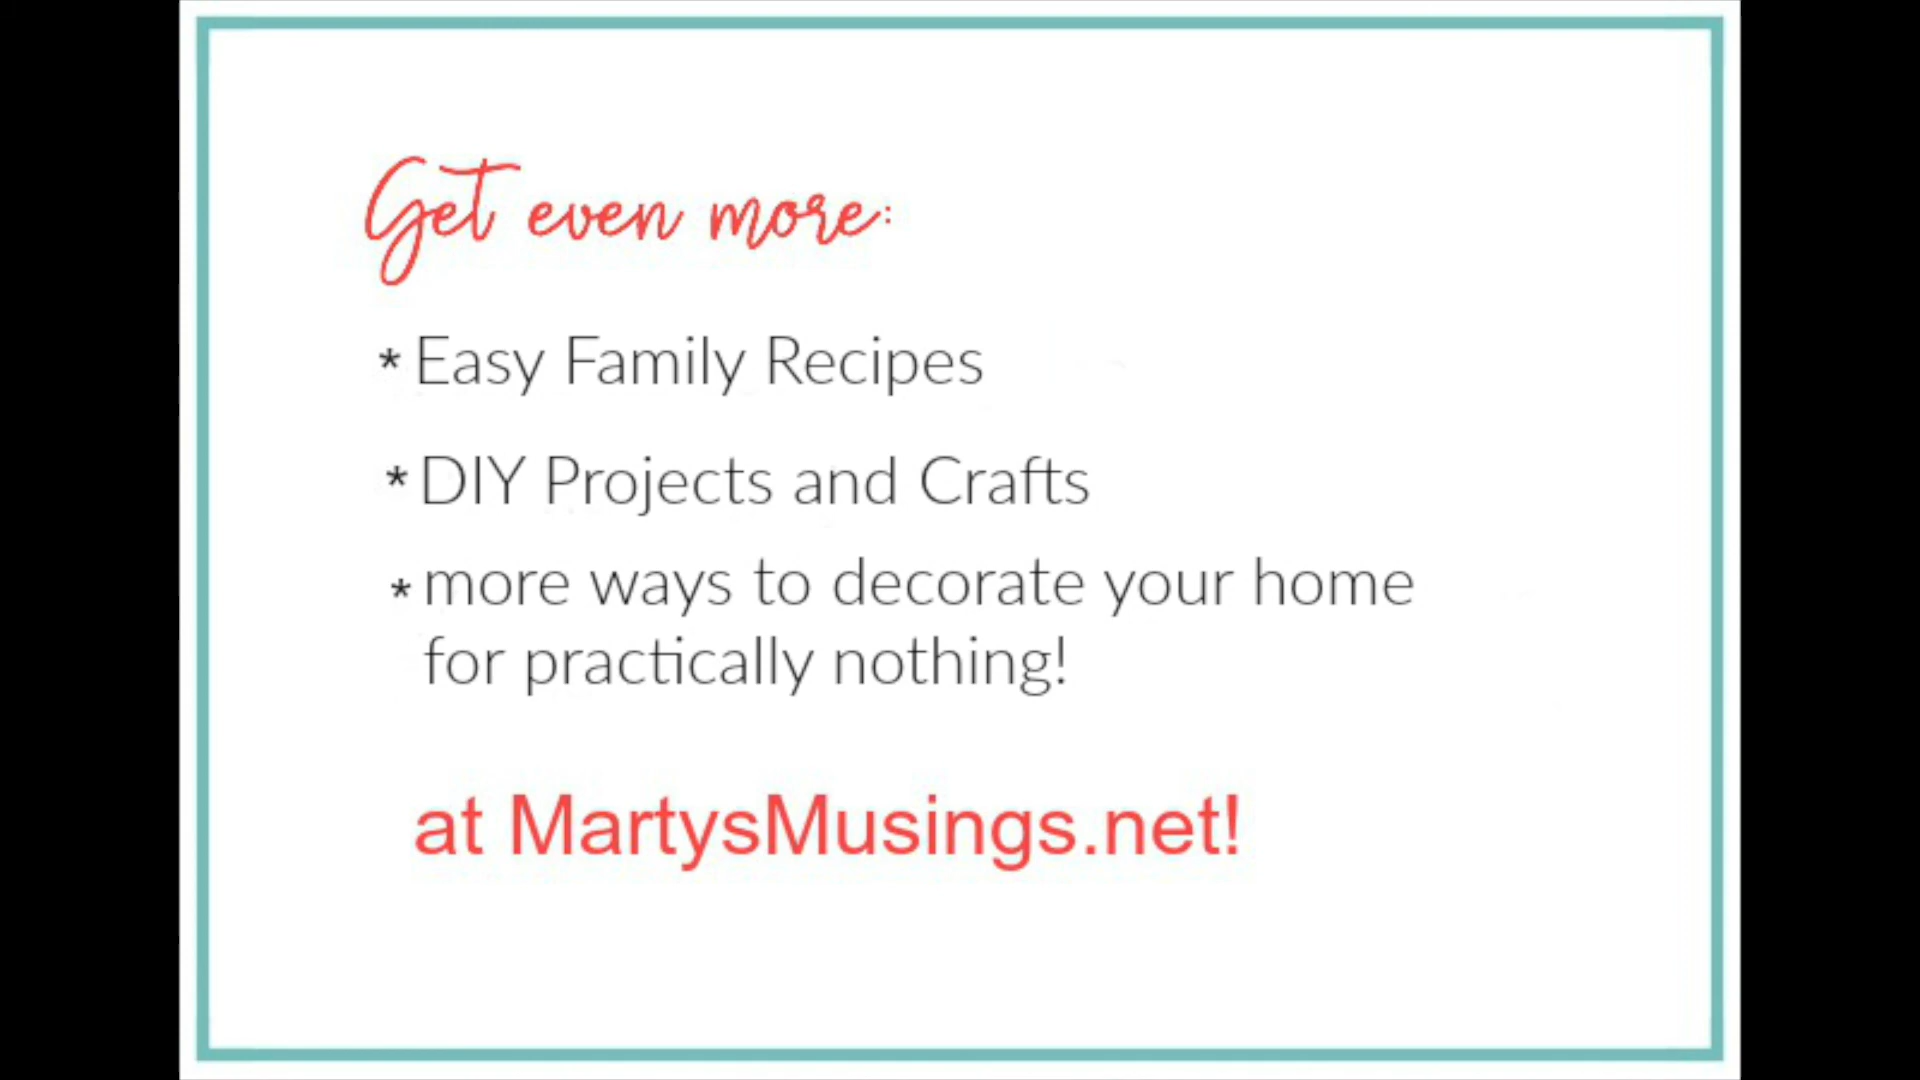 Get even more:
* Easy Family Recipes
* DIY Projects and Crafts
* more ways to decorate your home
for practically nothing!
at MartysMusings.net!